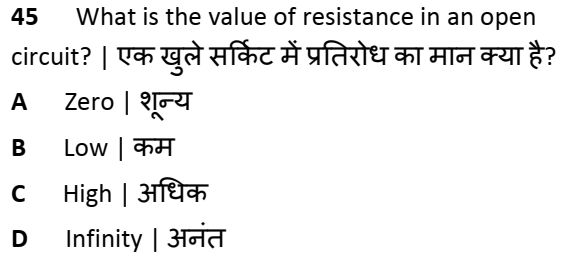 45 What is the value of resistance in an open
circuit? | एक खुले सर्किट में प्रतिरोध का मान क्या है?
A Zero | शून्य
B Low | कम
C High | अधिक
D Infinity | अनंत